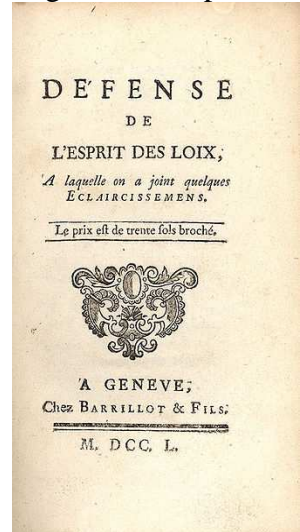 DÉFENSE
DE
L'ESPRIT DES LOIX,
A laquelle on a joint quelques
ECLAIRCISSEMENS.
Le prix eſt de trente ſols broché.
A GENEVE,
Chez BARRILLOT & FILS.
M. DCC. L.